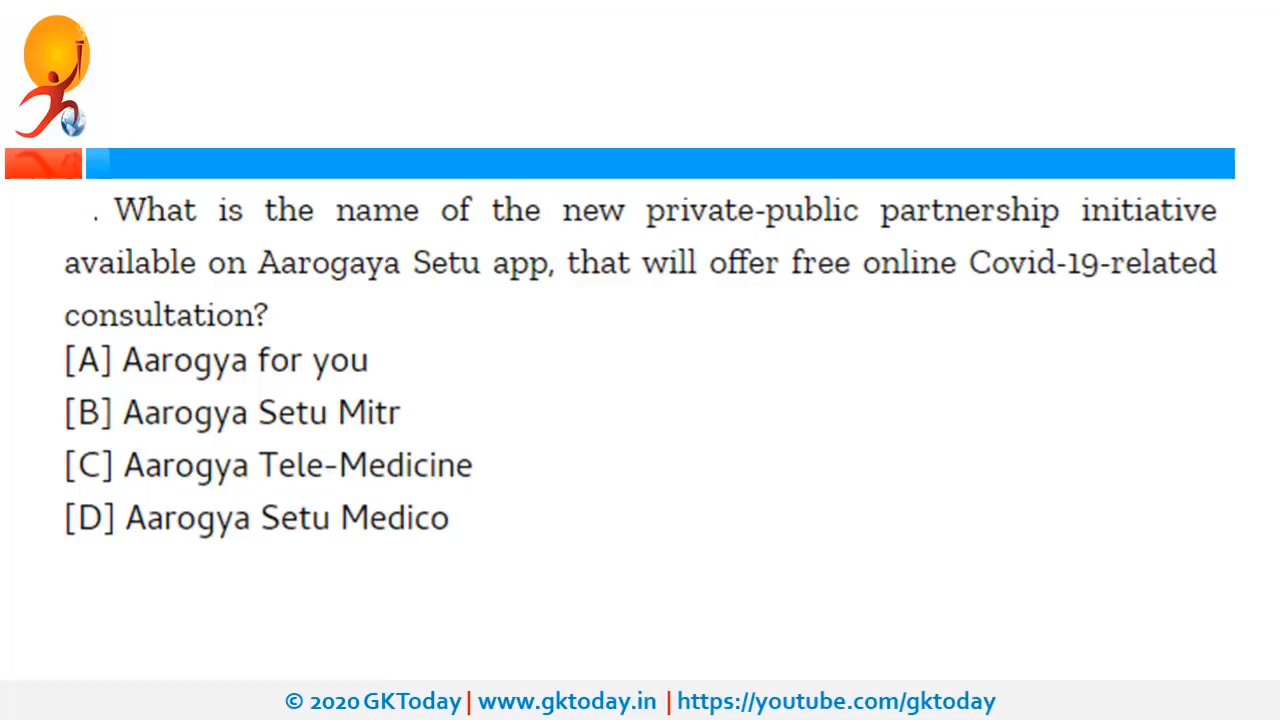 . What is the name of the new private-public partnership initiative
available on Aarogaya Setu app, that will offer free online Covid-19-related
consultation?
[A] Aarogya for you
[B] Aarogya Setu Mitr
[C] Aarogya Tele-Medicine
[D] Aarogya Setu Medico
© 2020 GKToday | www.gktoday.in | https://youtube.com/gktoday